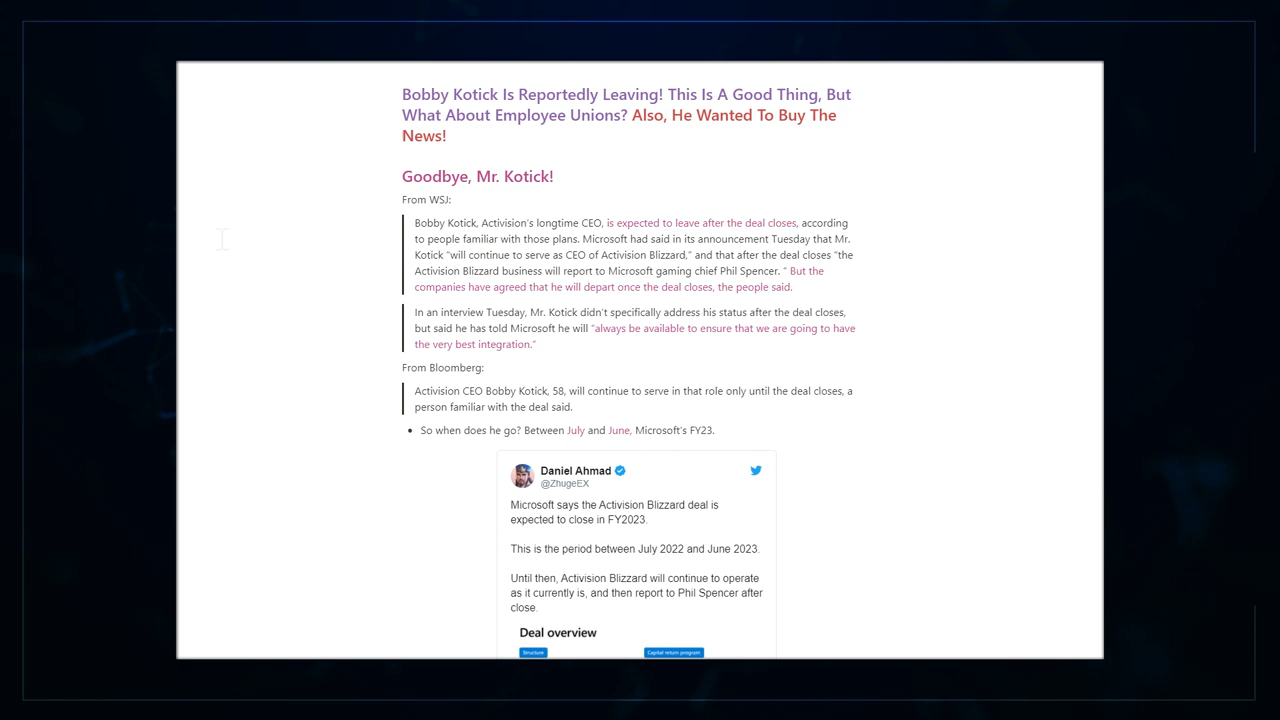 Bobby Kotick Is Reportedly Leaving! This Is A Good Thing, But
What About Employee Unions? Also, He Wanted To Buy The
News!
Goodbye, Mr. Kotick!
From WSJ:
Bobby Kotick, Activision's longtime CEO, is expected to leave after the deal closes, according
to people familiar with those plans. Microsoft had said in its announcement Tuesday that Mr.
Kotick "will continue to serve as CEO of Activision Blizzard," and that after the deal closes "the
Activision Blizzard business will report to Microsoft gaming chief Phil Spencer. " But the
companies have agreed that he will depart once the deal closes, the people said.
In an interview Tuesday, Mr. Kotick didn't specifically address his status after the deal closes,
but said he has told Microsoft he will "always be available to ensure that we are going to have
the very best integration."
From Bloomberg:
Activision CEO Bobby Kotick, 58, will continue to serve in that role only until the deal closes, a
person familiar with the deal said.
• So when does he go? Between July and June, Microsoft's FY23.
Daniel Ahmad
@ZhugeEX
Microsoft says the Activision Blizzard deal is
expected to close in FY2023.
This is the period between July 2022 and June 2023.
Until then, Activision Blizzard will continue to operate
as it currently is, and then report to Phil Spencer after
close.
Deal overview
Structure
Capital return program